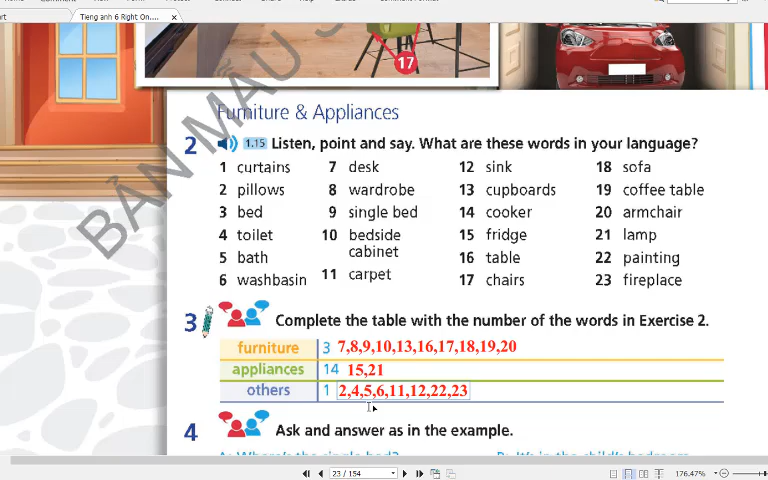 Tieng anh 6 Right On....
17
BẢN MẪU
Furniture & Appliances
2 1.15 Listen, point and say. What are these words in your language?
1 curtains
2 pillows
3 bed
4 toilet
5 bath
6 washbasin
7 desk
8 wardrobe
9 single bed
10 bedside
cabinet
11 carpet
12 sink
13 cupboards
14 cooker
15 fridge
16 table
17 chairs
18 sofa
19 coffee table
20 armchair
21 lamp
22 painting
23 fireplace
3 Complete the table with the number of the words in Exercise 2.
furniture 3 7,8,9,10,13,16,17,18,19,20
appliances 14 15,21
others 1 2,4,5,6,11,12,22,23
4 Ask and answer as in the example.
23 / 154
176.47%